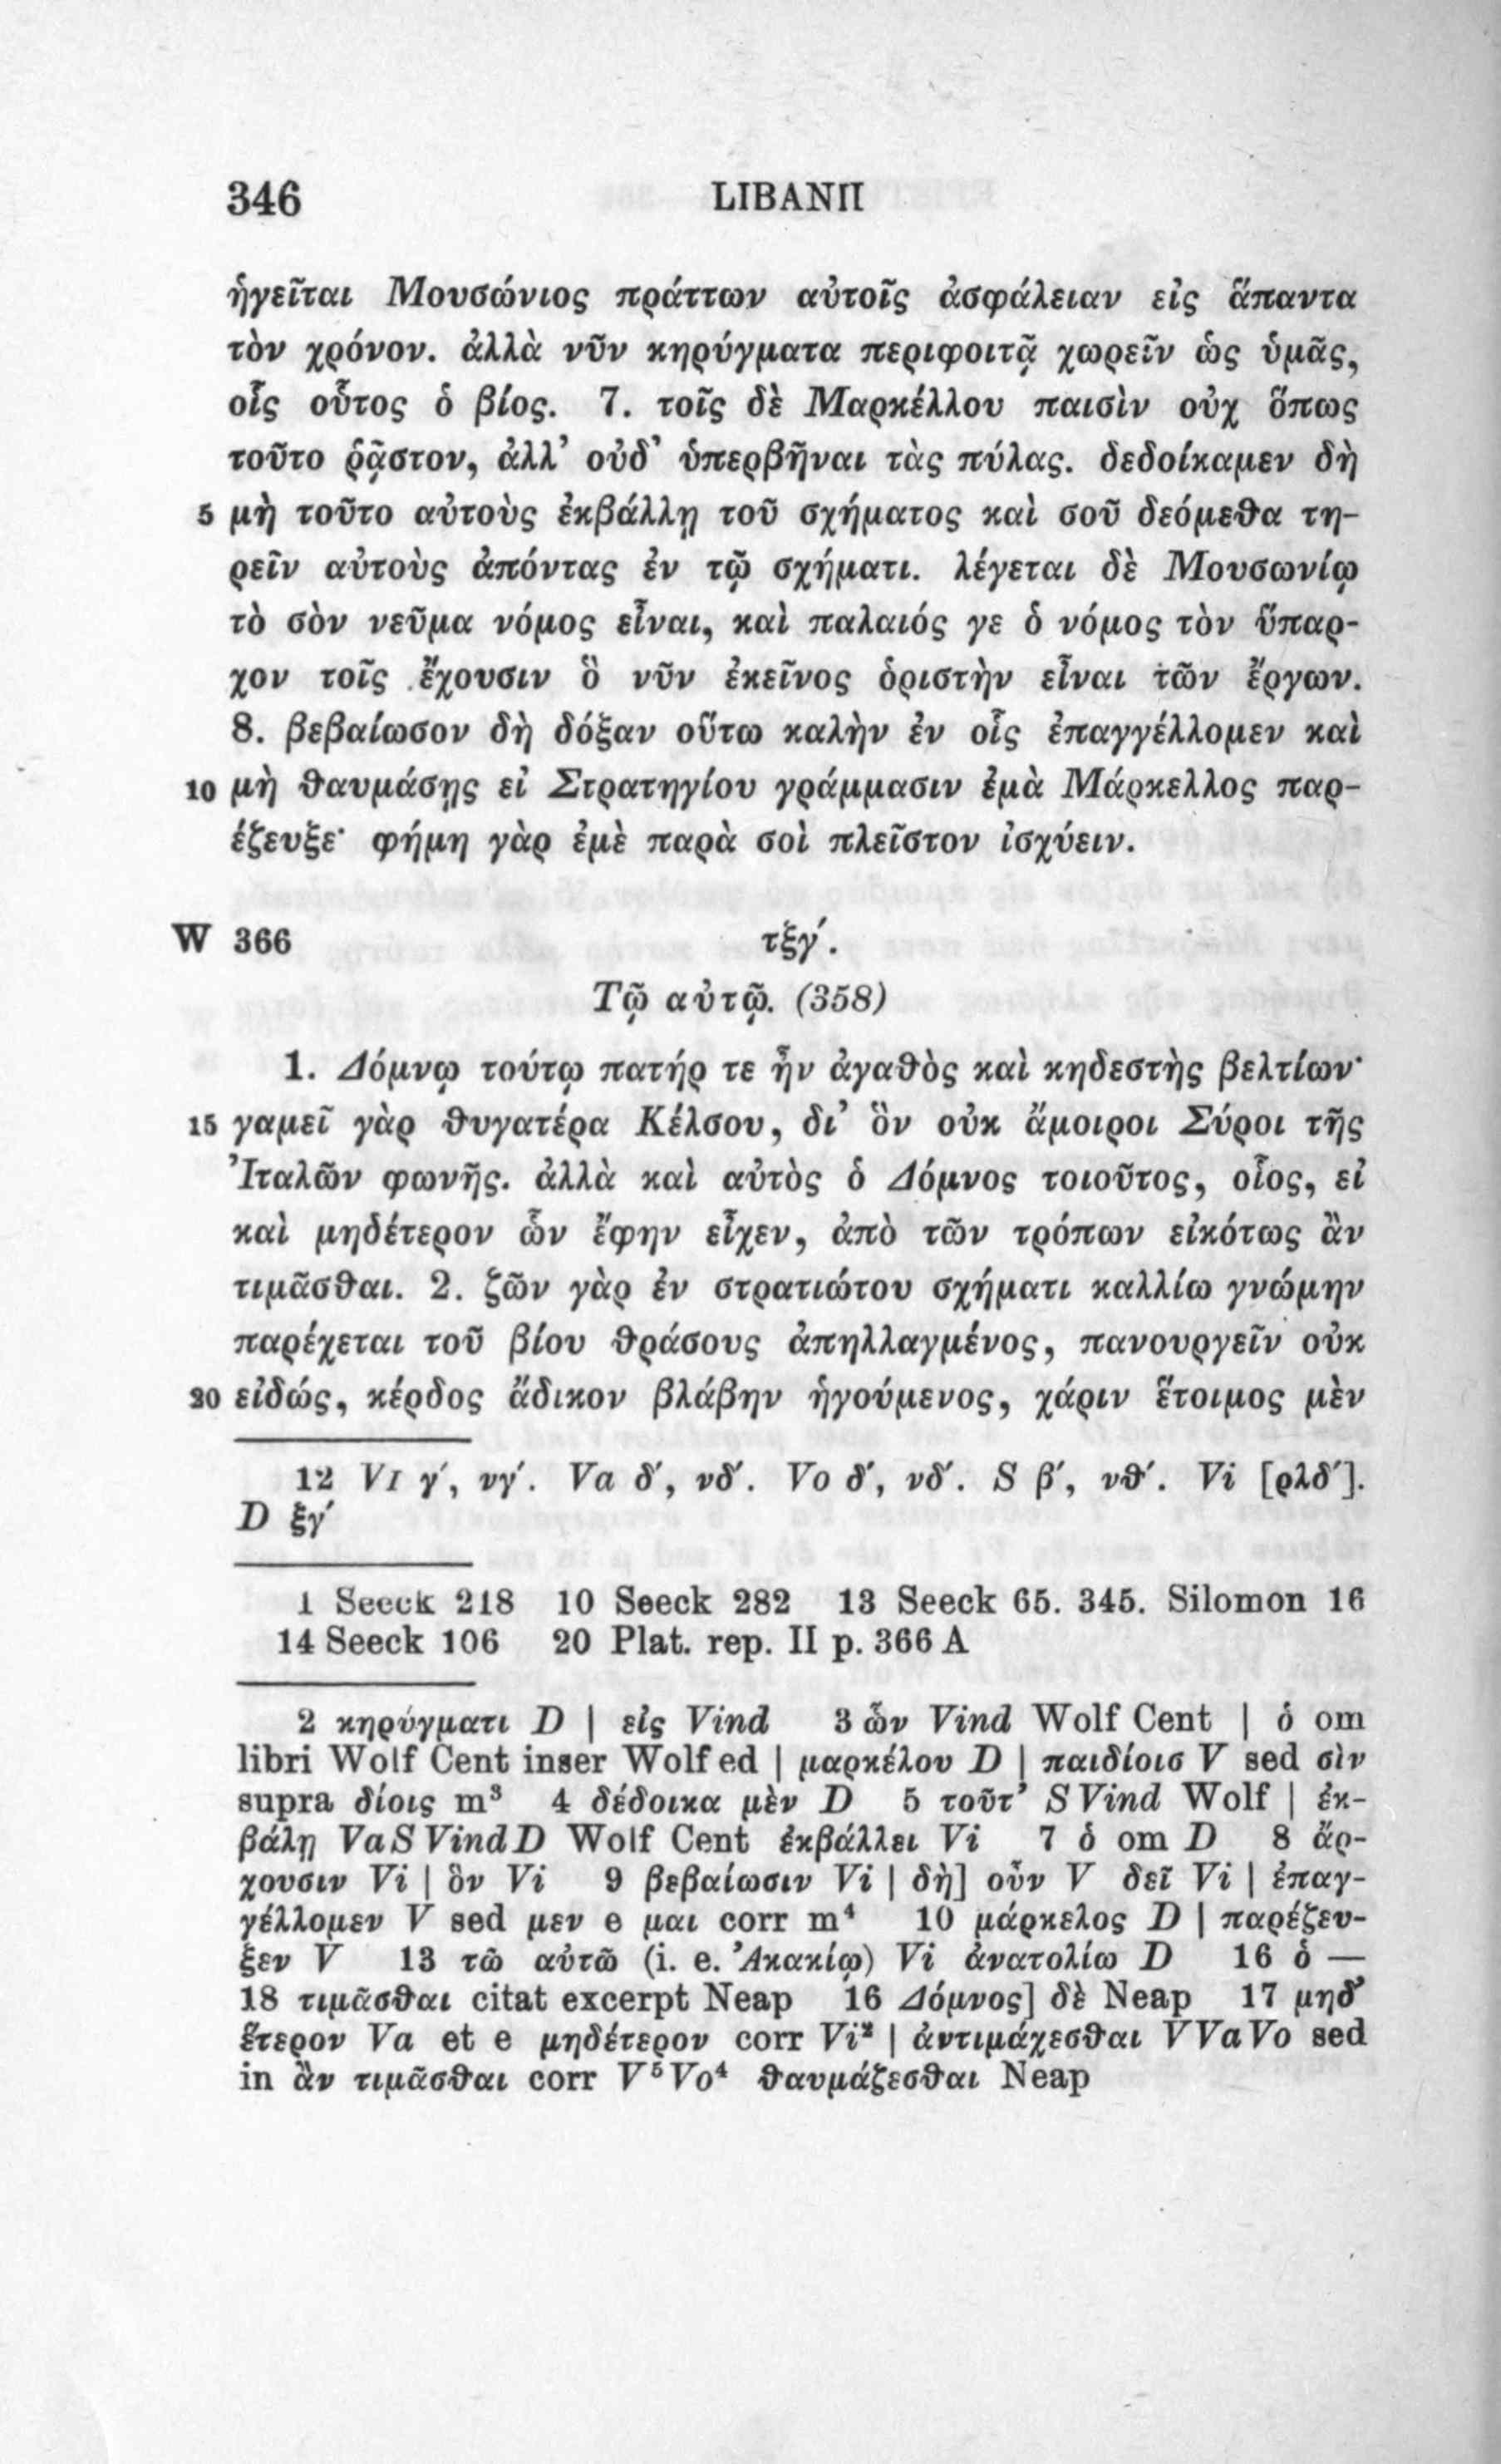 346 LIBANII
ἡγεῖται Μουσώνιος πράττων αὐτοῖς ἀσφάλειαν εἰς ἅπαντα
τὸν χρόνον. ἀλλὰ νῦν κηρύγματα περιφοιτᾷ χωρεῖν ὡς ὑμᾶς,
οἷς οὗτος ὁ βίος. 7. τοῖς δὲ Μαρκέλλου παισὶν οὐχ ὅπως
τοῦτο ῥᾷστον, ἀλλ’ οὐδ’ ὑπερβῆναι τὰς πύλας. δεδοίκαμεν δὴ
5 μὴ τοῦτο αὐτοὺς ἐκβάλλῃ τοῦ σχήματος καὶ σοῦ δεόμεθα τη-
ρεῖν αὐτοὺς ἀπόντας ἐν τῷ σχήματι. λέγεται δὲ Μουσωνίῳ
τὸ σὸν νεῦμα νόμος εἶναι, καὶ παλαιός γε ὁ νόμος τὸν ὕπαρ-
χον τοῖς ἔχουσιν ὃ νῦν ἐκεῖνος ὁριστὴν εἶναι τῶν ἔργων.
8. βεβαίωσον δὴ δόξαν οὕτω καλὴν ἐν οἷς ἐπαγγέλλομεν καὶ
10 μὴ θαυμάσῃς εἰ Στρατηγίου γράμμασιν ἐμὰ Μάρκελλος παρ-
έζευξε· φήμη γὰρ ἐμὲ παρὰ σοὶ πλεῖστον ἰσχύειν.
W 366 τξγ΄.
Τῷ αὐτῷ. (358)
1. Δόμνῳ τούτῳ πατήρ τε ἦν ἀγαθὸς καὶ κηδεστὴς βελτίων·
15 γαμεῖ γὰρ θυγατέρα Κέλσου, δι’ ὃν οὐκ ἄμοιροι Σύροι τῆς
Ἰταλῶν φωνῆς. ἀλλὰ καὶ αὐτὸς ὁ Δόμνος τοιοῦτος, οἷος, εἰ
καὶ μηδέτερον ὧν ἔφην εἶχεν, ἀπὸ τῶν τρόπων εἰκότως ἂν
τιμᾶσθαι. 2. ζῶν γὰρ ἐν στρατιώτου σχήματι καλλίω γνώμην
παρέχεται τοῦ βίου θράσους ἀπηλλαγμένος, πανουργεῖν οὐκ
20 εἰδώς, κέρδος ἄδικον βλάβην ἡγούμενος, χάριν ἕτοιμος μὲν
12 VI γ΄, νγ΄. Va δ΄, νδ΄. Vo δ΄, νδ΄. S β΄, νθ΄. Vi [ρλδ΄].
D ξγ΄
1 Seeck 218 10 Seeck 282 13 Seeck 65. 345. Silomon 16
14 Seeck 106 20 Plat. rep. II p. 366 A
2 κηρύγματι D | εἰς Vind 3 ὧν Vind Wolf Cent | ὁ om
libri Wolf Cent inser Wolf ed | μαρκέλου D | παιδίοισ V sed σὶν
supra δίοις m³ 4 δέδοικα μὲν D 5 τοῦτ’ S Vind Wolf | ἐκ-
βάλῃ Va S Vind D Wolf Cent ἐκβάλλει Vi 7 ὁ om D 8 ἄρ-
χουσιν Vi | ὃν Vi 9 βεβαίωσιν Vi | δὴ] οὖν V δεῖ Vi | ἐπαγ-
γέλλομεν V sed μεν e μαι corr m⁴ 10 μάρκελος D | παρέζευ-
ξεν V 13 τῶ αὐτῶ (i. e. Ἀκακίῳ) Vi ἀνατολίω D 16 ὁ —
18 τιμᾶσθαι citat excerpt Neap 16 Δόμνος] δὲ Neap 17 μηδ’
ἕτερον Va et e μηδέτερον corr Vi² | ἀντιμάχεσθαι V Va Vo sed
in ἂν τιμᾶσθαι corr V⁵ Vo⁴ θαυμάζεσθαι Neap